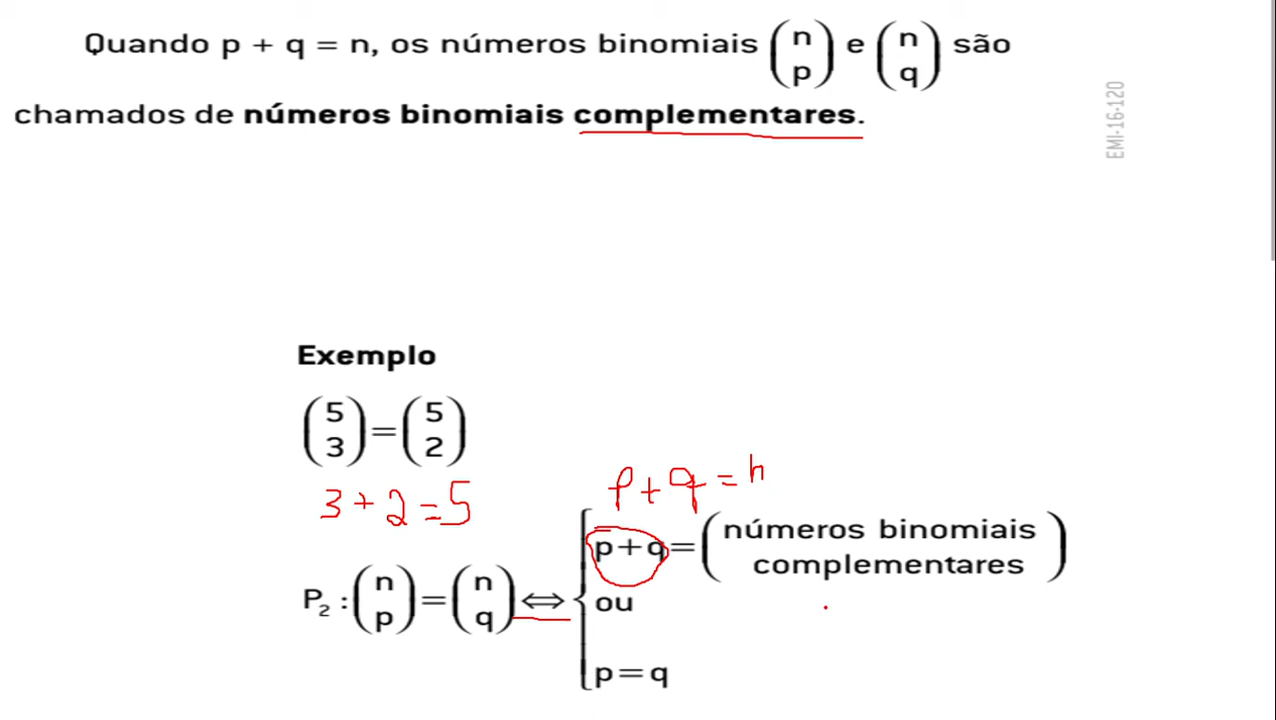 Quando p + q = n, os números binomiais (n p) e (n q) são
chamados de números binomiais complementares.
EMI-16-120
Exemplo
(5 3) = (5 2)
3 + 2 = 5
p + q = n
P₂ : (n p) = (n q) ⇔ { p+q = (números binomiais complementares)
ou
p = q